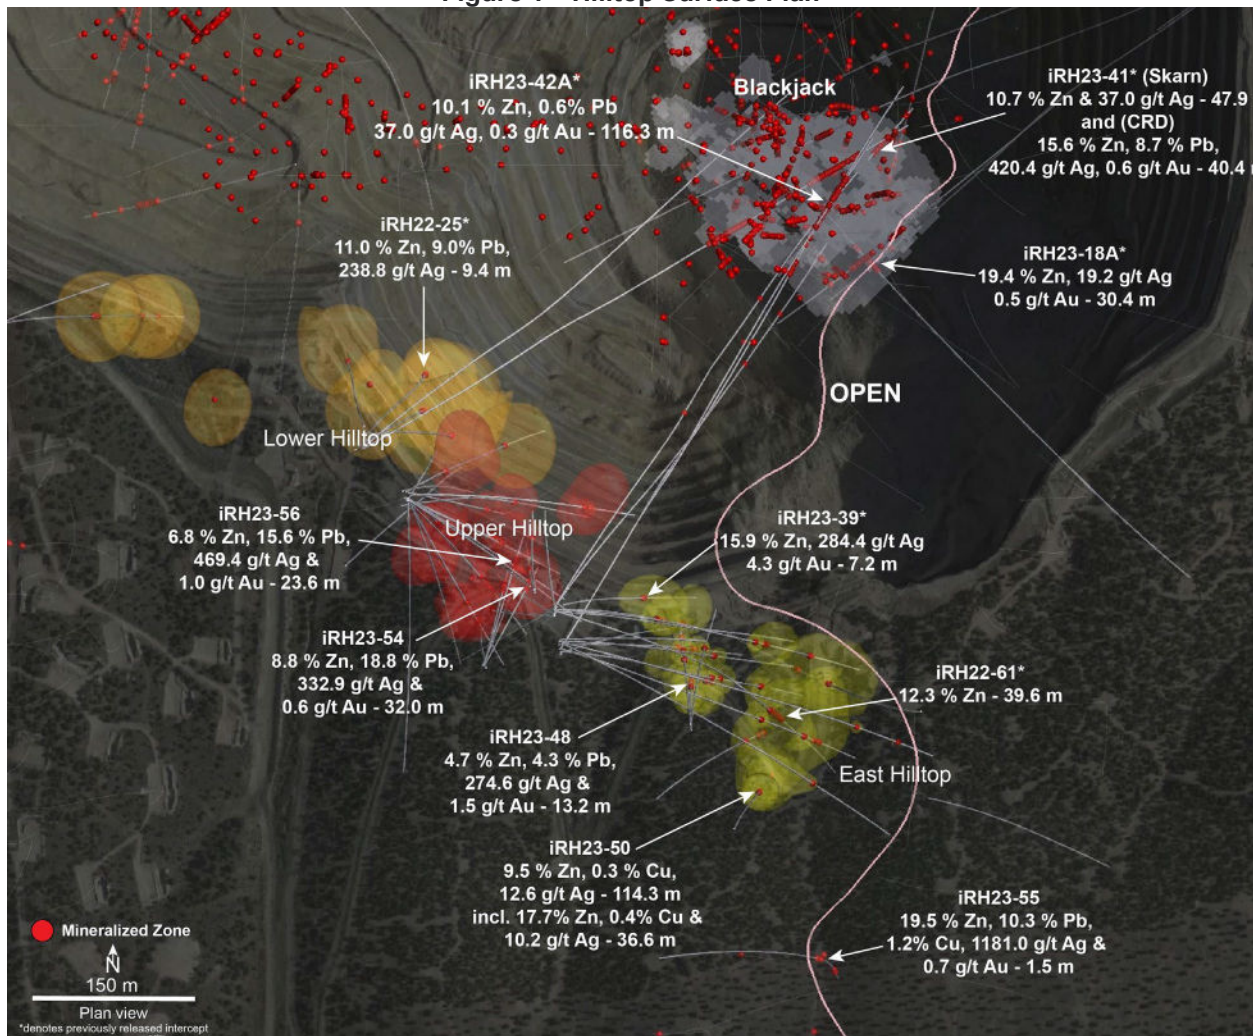 Figure 1 - Hilltop Surface Plan
iRH23-42A*
10.1 % Zn, 0.6% Pb
37.0 g/t Ag, 0.3 g/t Au - 116.3 m
Blackjack
iRH23-41* (Skarn)
10.7 % Zn & 37.0 g/t Ag - 47.9
and (CRD)
15.6 % Zn, 8.7 % Pb,
420.4 g/t Ag, 0.6 g/t Au - 40.4
iRH22-25*
11.0 % Zn, 9.0% Pb,
238.8 g/t Ag - 9.4 m
iRH23-18A*
19.4 % Zn, 19.2 g/t Ag
0.5 g/t Au - 30.4 m
OPEN
Lower Hilltop
Upper Hilltop
iRH23-56
6.8 % Zn, 15.6 % Pb,
469.4 g/t Ag &
1.0 g/t Au - 23.6 m
iRH23-39*
15.9 % Zn, 284.4 g/t Ag
4.3 g/t Au - 7.2 m
iRH23-54
8.8 % Zn, 18.8 % Pb,
332.9 g/t Ag &
0.6 g/t Au - 32.0 m
iRH22-61*
12.3 % Zn - 39.6 m
iRH23-48
4.7 % Zn, 4.3 % Pb,
274.6 g/t Ag &
1.5 g/t Au - 13.2 m
East Hilltop
iRH23-50
9.5 % Zn, 0.3 % Cu,
12.6 g/t Ag - 114.3 m
incl. 17.7% Zn, 0.4% Cu &
10.2 g/t Ag - 36.6 m
iRH23-55
19.5 % Zn, 10.3 % Pb,
1.2% Cu, 1181.0 g/t Ag &
0.7 g/t Au - 1.5 m
Mineralized Zone
N
150 m
Plan view
*denotes previously released intercept